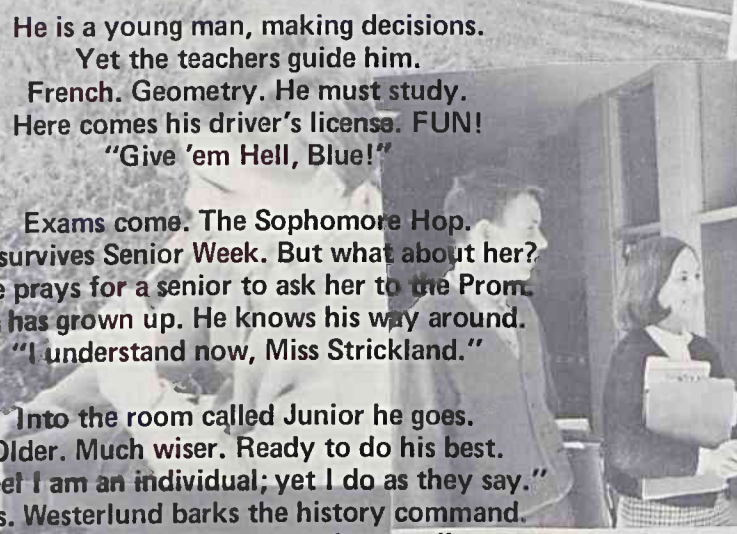 He is a young man, making decisions.
Yet the teachers guide him.
French. Geometry. He must study.
Here comes his driver's license. FUN!
"Give 'em Hell, Blue!"
Exams come. The Sophomore Hop.
survives Senior Week. But what about her?
prays for a senior to ask her to the Prom.
has grown up. He knows his way around.
"I understand now, Miss Strickland."
Into the room called Junior he goes.
Older. Much wiser. Ready to do his best.
I am an individual; yet I do as they say."
Westerlund barks the history command.